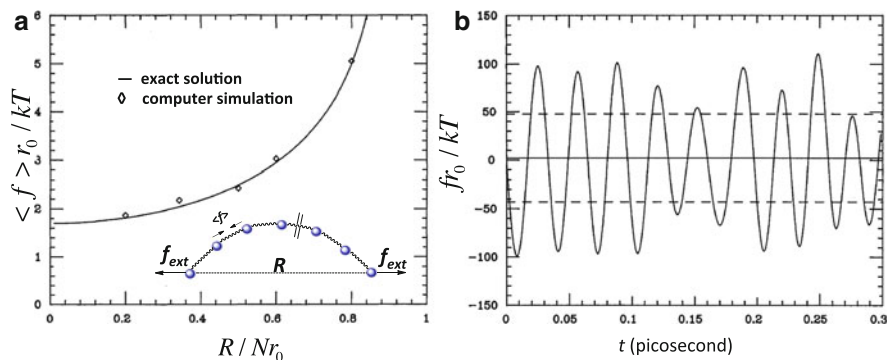 a
6
5
4
3
2
1
0
< f > r₀ / kT
— exact solution
◇ computer simulation
<f>
f_ext
R
f_ext
0.2
0.4
0.6
0.8
1
R / Nr₀
b
150
100
50
0
−50
−100
−150
fr₀ / kT
0
0.05
0.1
0.15
0.2
0.25
0.3
t (picosecond)